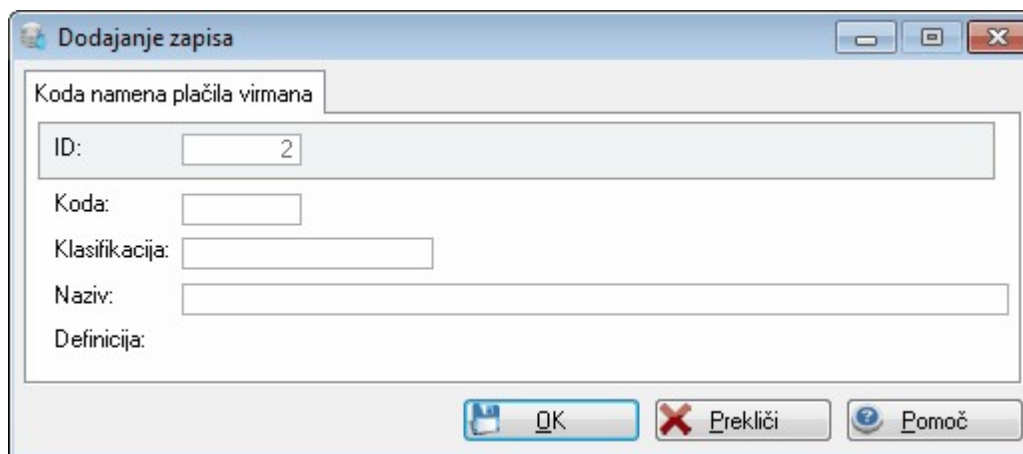 Dodajanje zapisa
Koda namena plačila virmana
ID: 2
Koda:
Klasifikacija:
Naziv:
Definicija:
OK Prekliči Pomoč